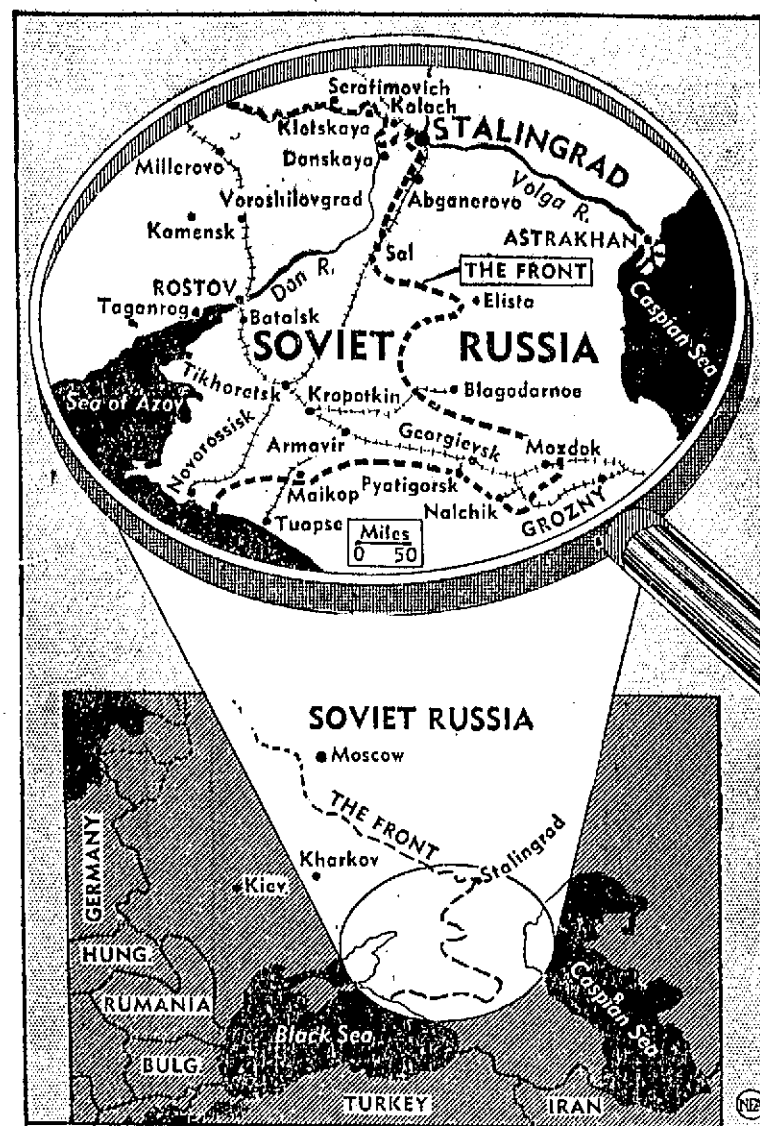 Serafimovich
Kalach
Klotskaya
STALINGRAD
Donskaya
Millerovo
Volga R.
Voroshilovgrad
Abganerovo
Kamensk
ASTRAKHAN
Sal
Don R.
THE FRONT
ROSTOV
Elista
Taganrog
Batalsk
Caspian Sea
SOVIET RUSSIA
Tikhoretsk
Sea of Azov
Kropotkin
Blagodarnoe
Novorossisk
Armavir
Georgievsk
Mozdok
Maikop
Pyatigorsk
Nalchik
GROZNY
Tuapse
Miles
0 50
SOVIET RUSSIA
Moscow
THE FRONT
Stalingrad
Kharkov
Kiev
GERMANY
HUNG.
RUMANIA
Caspian Sea
Black Sea
BULG.
TURKEY
IRAN